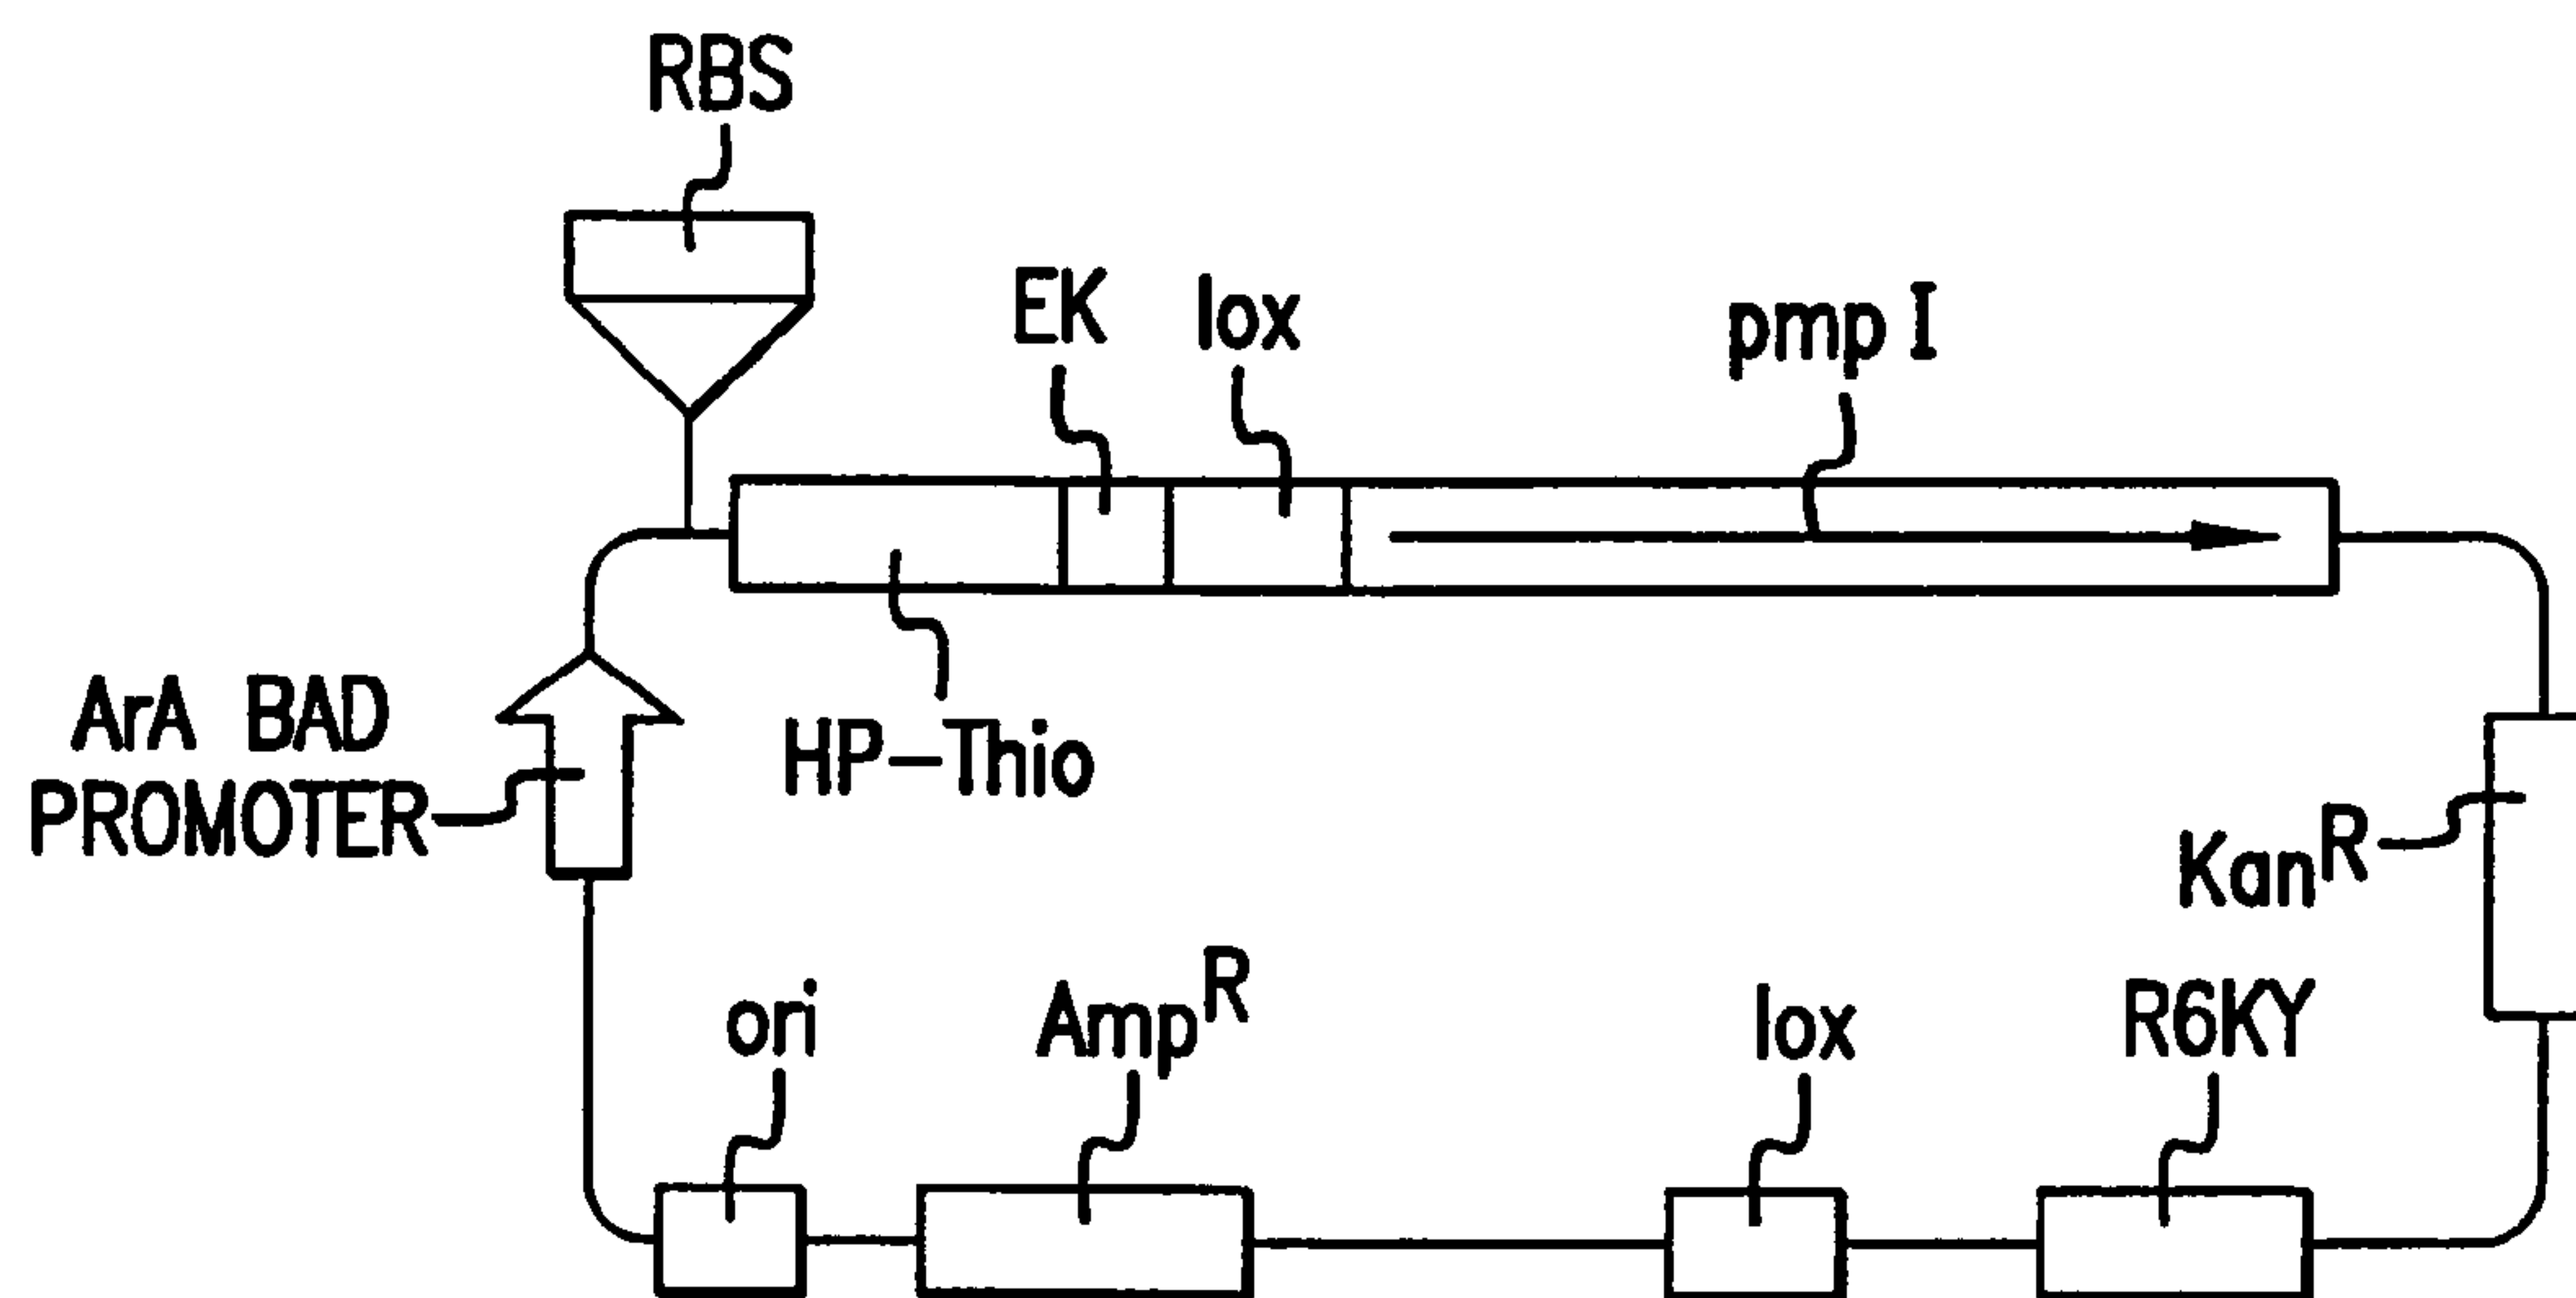 RBS
EK
lox
pmp I
ArA BAD
PROMOTER
HP-Thio
Kan^R
ori
Amp^R
lox
R6KY